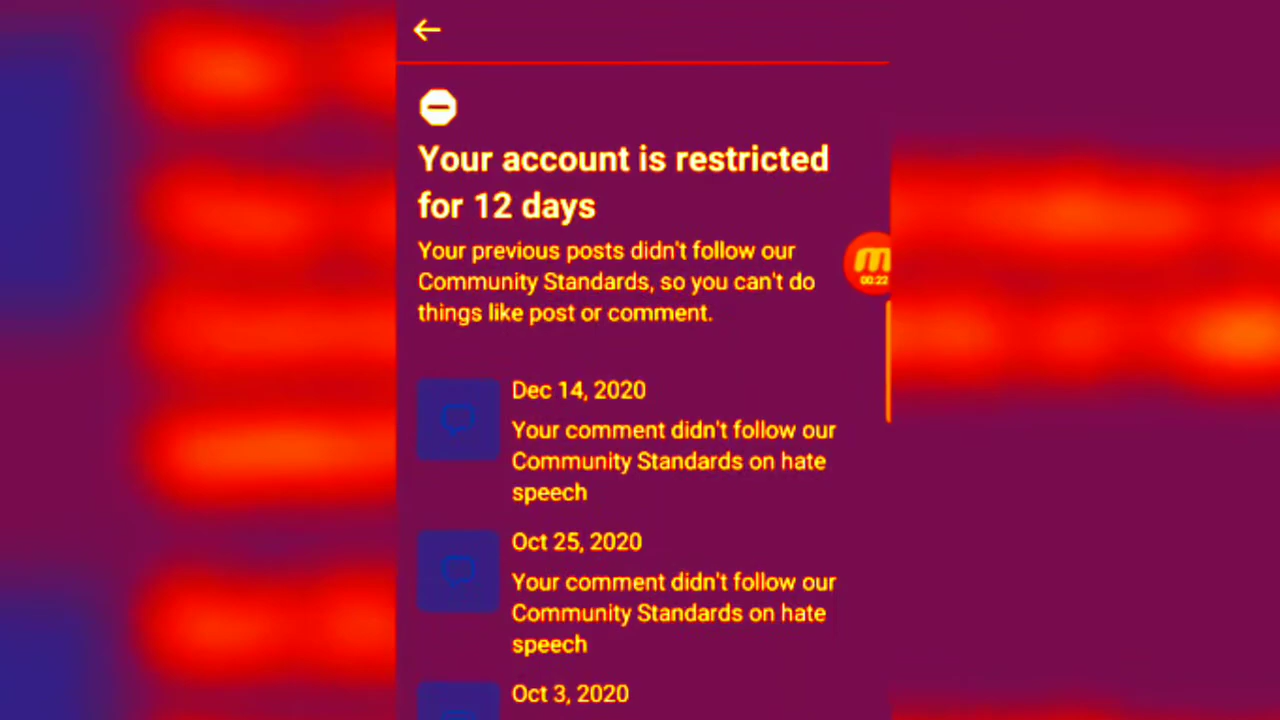 Your account is restricted
for 12 days
Your previous posts didn't follow our
Community Standards, so you can't do
things like post or comment.
m
00:22
Dec 14, 2020
Your comment didn't follow our
Community Standards on hate
speech
Oct 25, 2020
Your comment didn't follow our
Community Standards on hate
speech
Oct 3, 2020